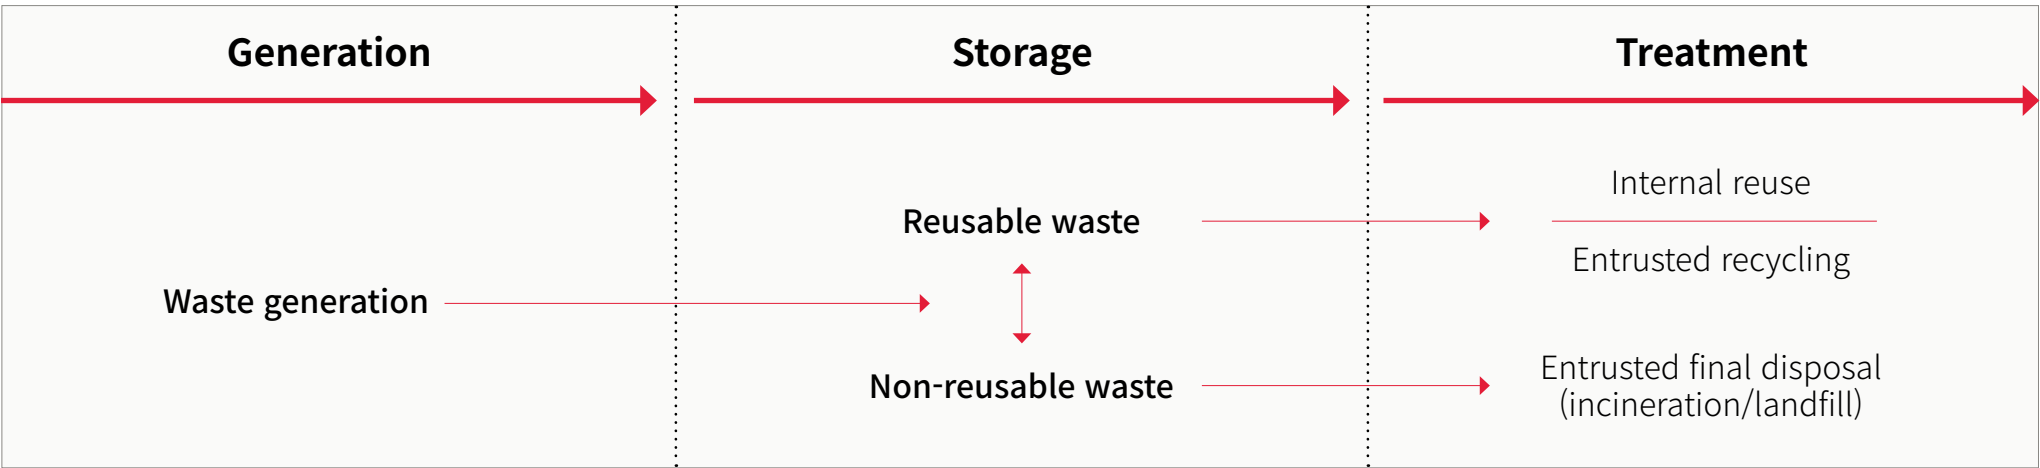 Generation
Storage
Treatment
Waste generation
Reusable waste
Non-reusable waste
Internal reuse
Entrusted recycling
Entrusted final disposal
(incineration/landfill)